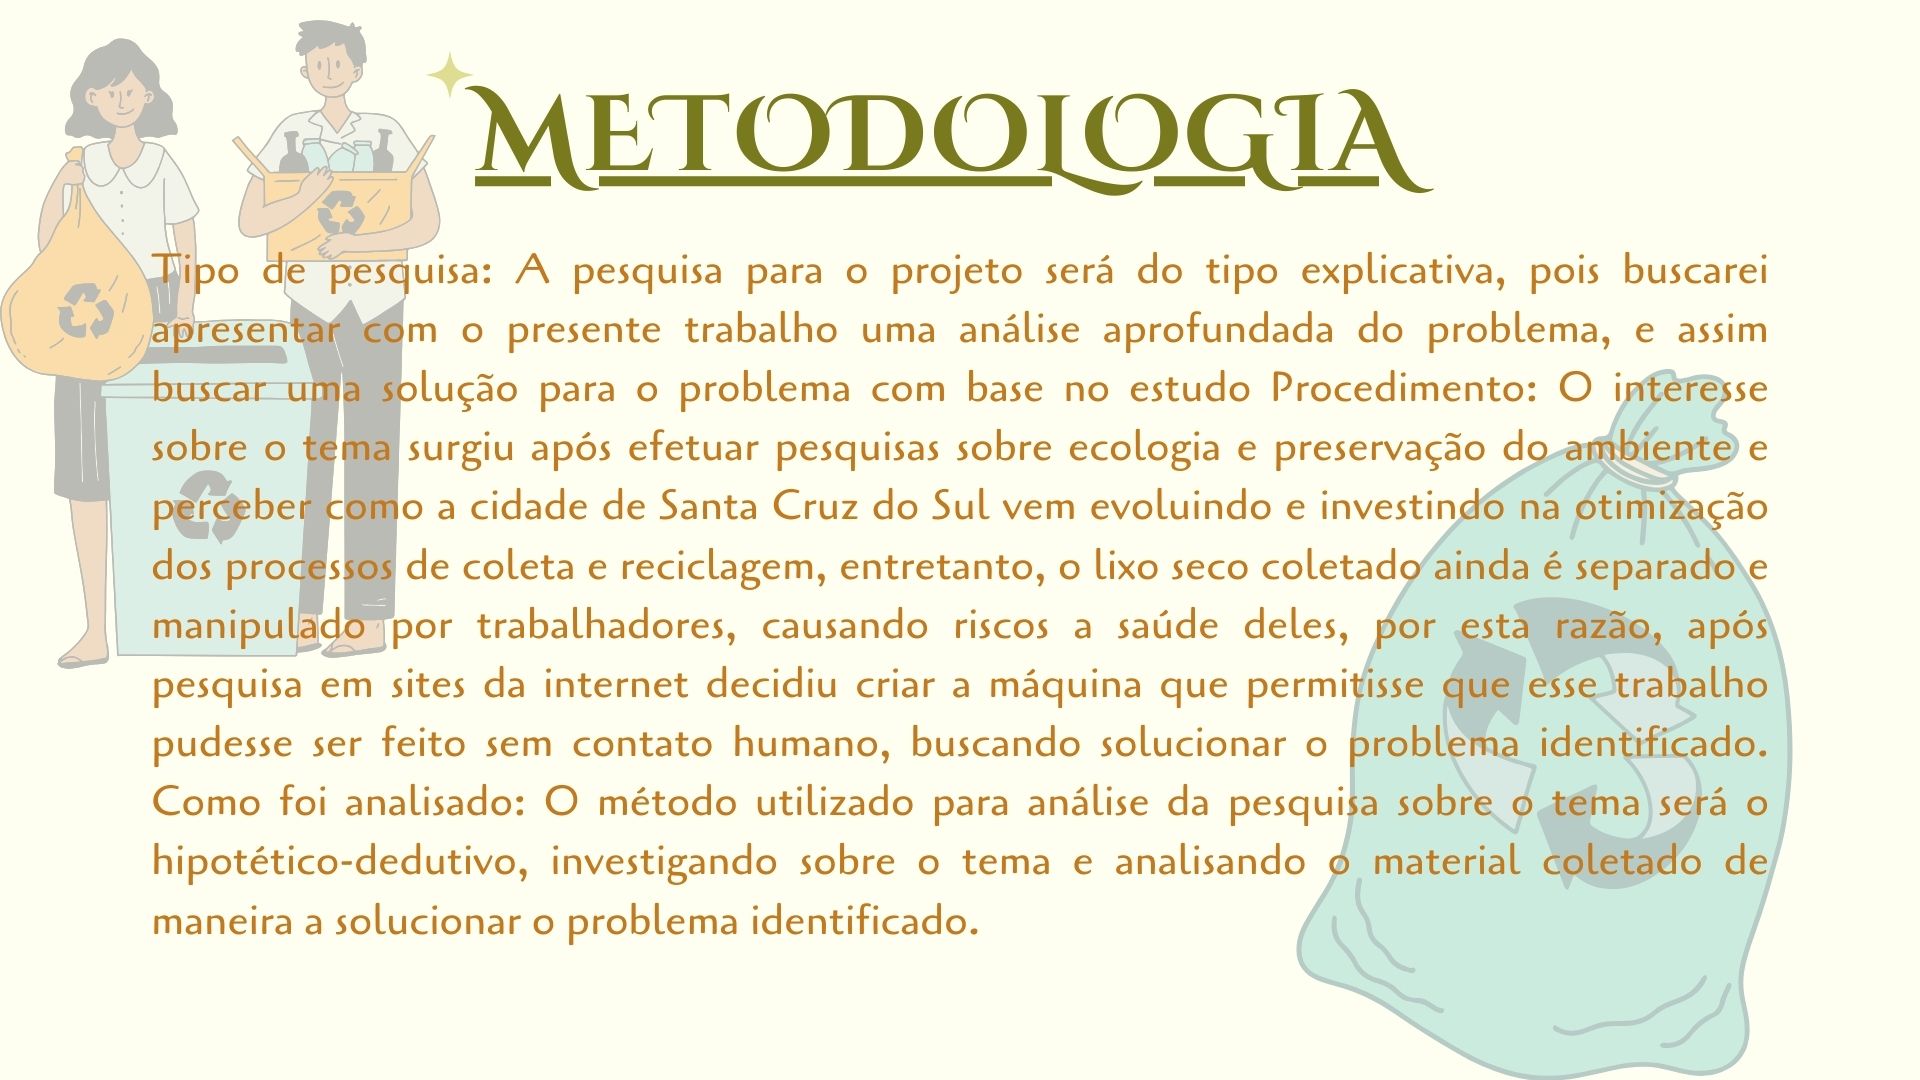 METODOLOGIA
Tipo de pesquisa: A pesquisa para o projeto será do tipo explicativa, pois buscarei
apresentar com o presente trabalho uma análise aprofundada do problema, e assim
buscar uma solução para o problema com base no estudo Procedimento: O interesse
sobre o tema surgiu após efetuar pesquisas sobre ecologia e preservação do ambiente e
perceber como a cidade de Santa Cruz do Sul vem evoluindo e investindo na otimização
dos processos de coleta e reciclagem, entretanto, o lixo seco coletado ainda é separado e
manipulado por trabalhadores, causando riscos a saúde deles, por esta razão, após
pesquisa em sites da internet decidiu criar a máquina que permitisse que esse trabalho
pudesse ser feito sem contato humano, buscando solucionar o problema identificado.
Como foi analisado: O método utilizado para análise da pesquisa sobre o tema será o
hipotético-dedutivo, investigando sobre o tema e analisando o material coletado de
maneira a solucionar o problema identificado.